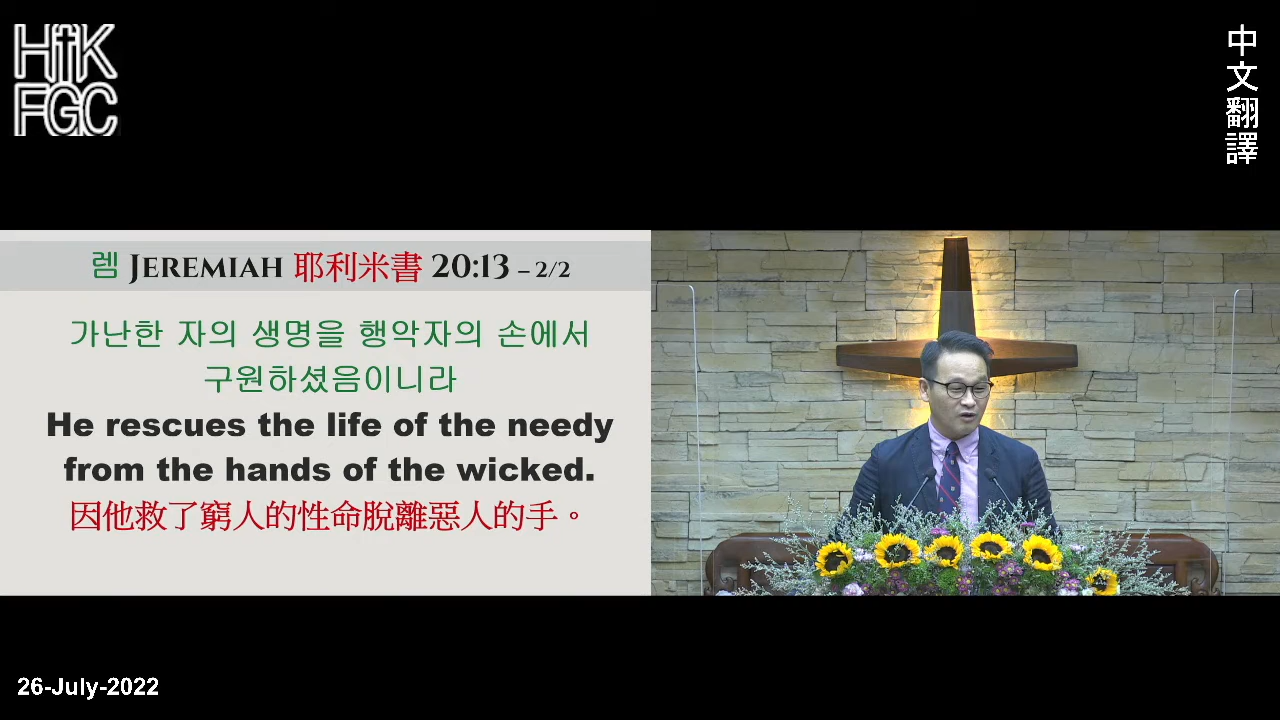 HK
FGC
中文翻譯
렘 JEREMIAH 耶利米書 20:13 – 2/2
가난한 자의 생명을 행악자의 손에서
구원하셨음이니라
He rescues the life of the needy
from the hands of the wicked.
因他救了窮人的性命脫離惡人的手。
26-July-2022